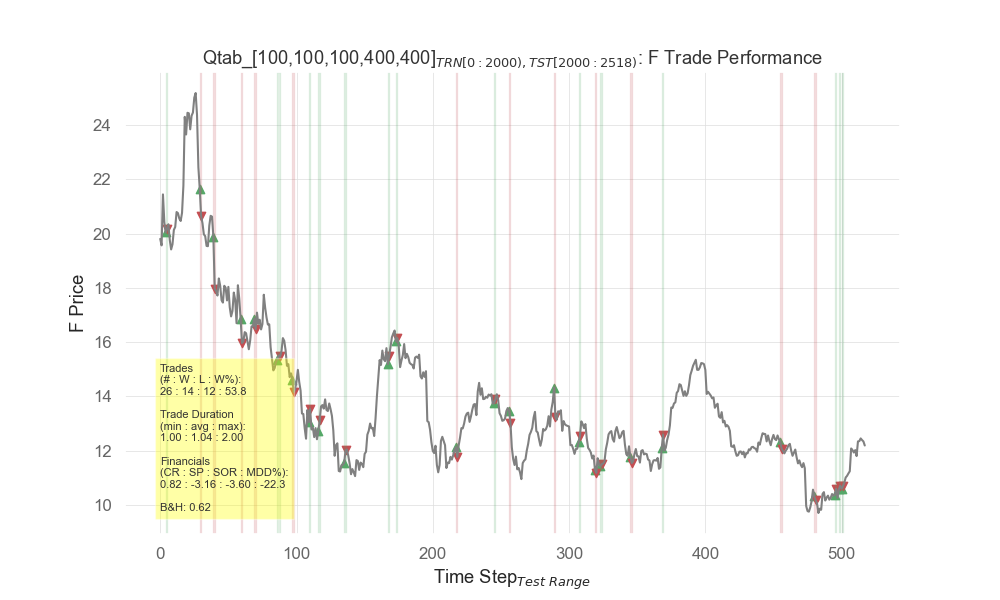 Qtab_[100,100,100,400,400]TRN[0 : 2000), TST[2000 : 2518): F Trade Performance
F Price
24
22
20
18
16
14
12
10
Trades
(# : W : L : W%):
26 : 14 : 12 : 53.8
Trade Duration
(min : avg : max):
1.00 : 1.04 : 2.00
Financials
(CR : SP : SOR : MDD%):
0.82 : -3.16 : -3.60 : -22.3
B&H: 0.62
0 100 200 300 400 500
Time StepTest Range